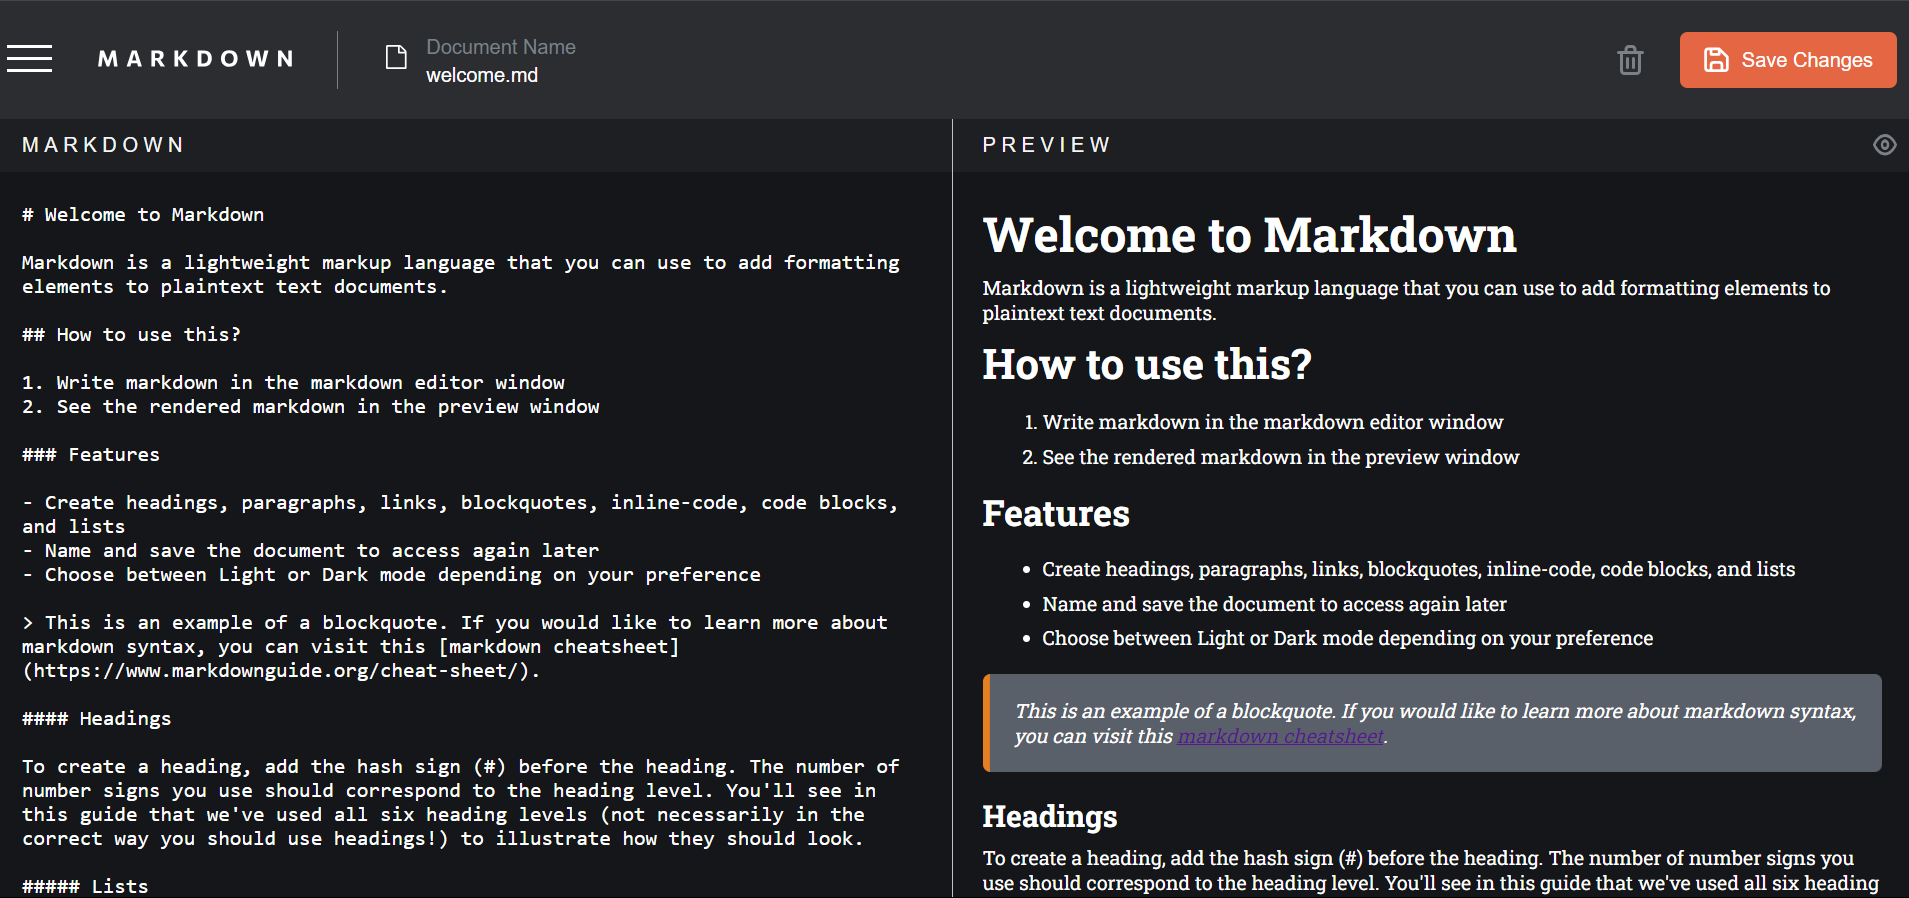 MARKDOWN
Document Name
welcome.md
Save Changes
MARKDOWN
# Welcome to Markdown
Markdown is a lightweight markup language that you can use to add formatting
elements to plaintext text documents.
## How to use this?
1. Write markdown in the markdown editor window
2. See the rendered markdown in the preview window
### Features
- Create headings, paragraphs, links, blockquotes, inline-code, code blocks,
and lists
- Name and save the document to access again later
- Choose between Light or Dark mode depending on your preference
> This is an example of a blockquote. If you would like to learn more about
markdown syntax, you can visit this [markdown cheatsheet]
(https://www.markdownguide.org/cheat-sheet/).
#### Headings
To create a heading, add the hash sign (#) before the heading. The number of
number signs you use should correspond to the heading level. You'll see in
this guide that we've used all six heading levels (not necessarily in the
correct way you should use headings!) to illustrate how they should look.
##### Lists
PREVIEW
Welcome to Markdown
Markdown is a lightweight markup language that you can use to add formatting elements to
plaintext text documents.
How to use this?
1. Write markdown in the markdown editor window
2. See the rendered markdown in the preview window
Features
• Create headings, paragraphs, links, blockquotes, inline-code, code blocks, and lists
• Name and save the document to access again later
• Choose between Light or Dark mode depending on your preference
This is an example of a blockquote. If you would like to learn more about markdown syntax,
you can visit this markdown cheatsheet.
Headings
To create a heading, add the hash sign (#) before the heading. The number of number signs you
use should correspond to the heading level. You'll see in this guide that we've used all six heading